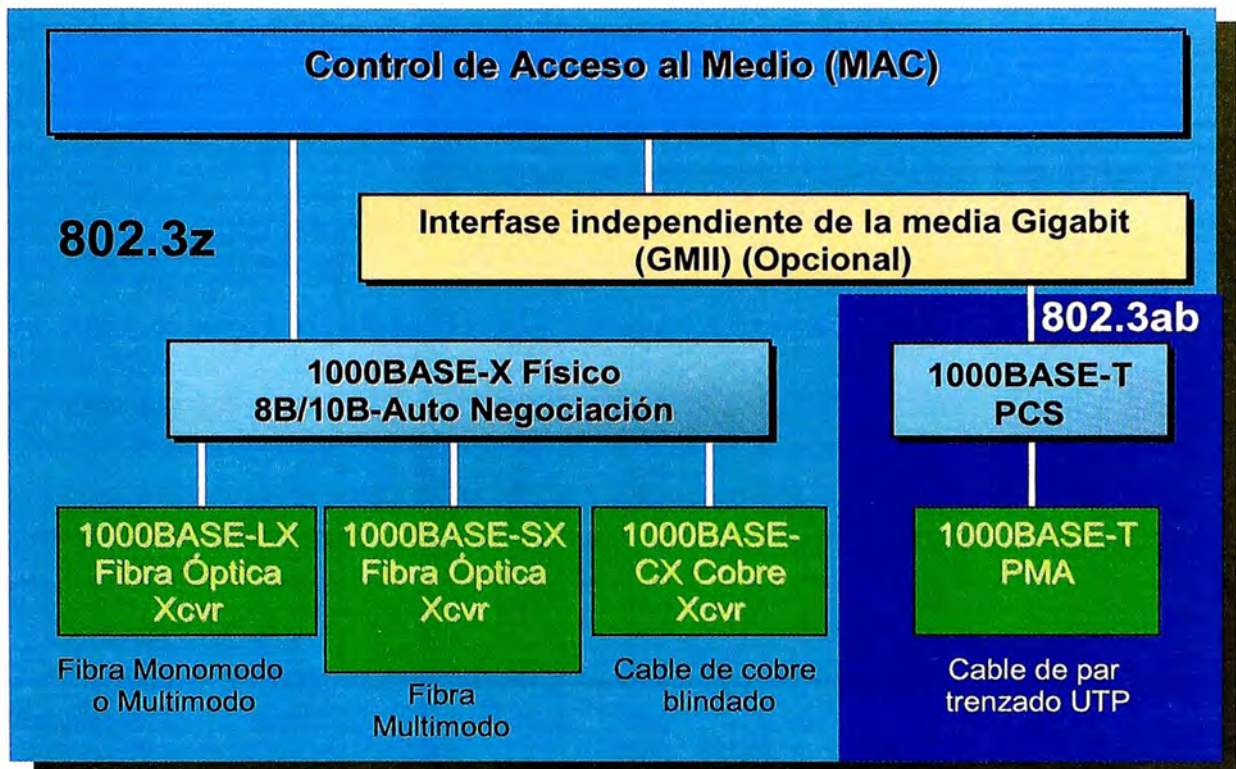 Control de Acceso al Medio (MAC)
802.3z
Interfase independiente de la media Gigabit
(GMII) (Opcional)
802.3ab
1000BASE-X Físico
8B/10B-Auto Negociación
1000BASE-T
PCS
1000BASE-LX
Fibra Óptica
Xcvr
Fibra Monomodo
o Multimodo
1000BASE-SX
Fibra Óptica
Xcvr
Fibra
Multimodo
1000BASE-
CX Cobre
Xcvr
Cable de cobre
blindado
1000BASE-T
PMA
Cable de par
trenzado UTP